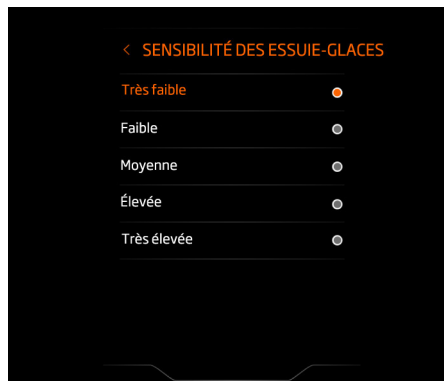 < SENSIBILITÉ DES ESSUIE-GLACES
Très faible
Faible
Moyenne
Élevée
Très élevée